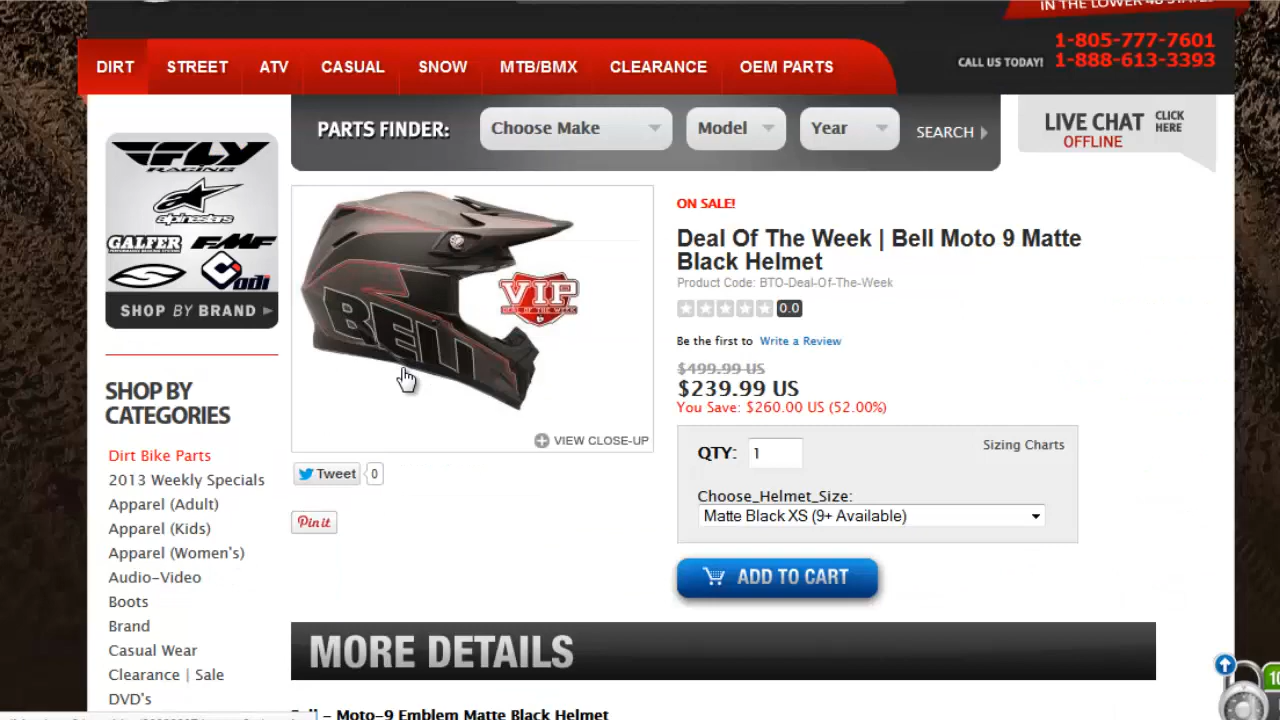 IN THE LOWER 48 STATES
DIRT
STREET
ATV
CASUAL
SNOW
MTB/BMX
CLEARANCE
OEM PARTS
CALL US TODAY!
1-805-777-7601
1-888-613-3393
PARTS FINDER:
Choose Make
Model
Year
SEARCH
LIVE CHAT
OFFLINE
CLICK
HERE
FLY
RACING
alpinestars
GALFER
FMF
odi
SHOP BY BRAND
BELL
VIP
DEAL OF THE WEEK
VIEW CLOSE-UP
Tweet
0
Pin it
ON SALE!
Deal Of The Week | Bell Moto 9 Matte
Black Helmet
Product Code: BTO-Deal-Of-The-Week
0.0
Be the first to Write a Review
$499.99 US
$239.99 US
You Save: $260.00 US (52.00%)
QTY: 1
Sizing Charts
Choose_Helmet_Size:
Matte Black XS (9+ Available)
ADD TO CART
SHOP BY
CATEGORIES
Dirt Bike Parts
2013 Weekly Specials
Apparel (Adult)
Apparel (Kids)
Apparel (Women's)
Audio-Video
Boots
Brand
Casual Wear
Clearance | Sale
DVD's
MORE DETAILS
Bell - Moto-9 Emblem Matte Black Helmet